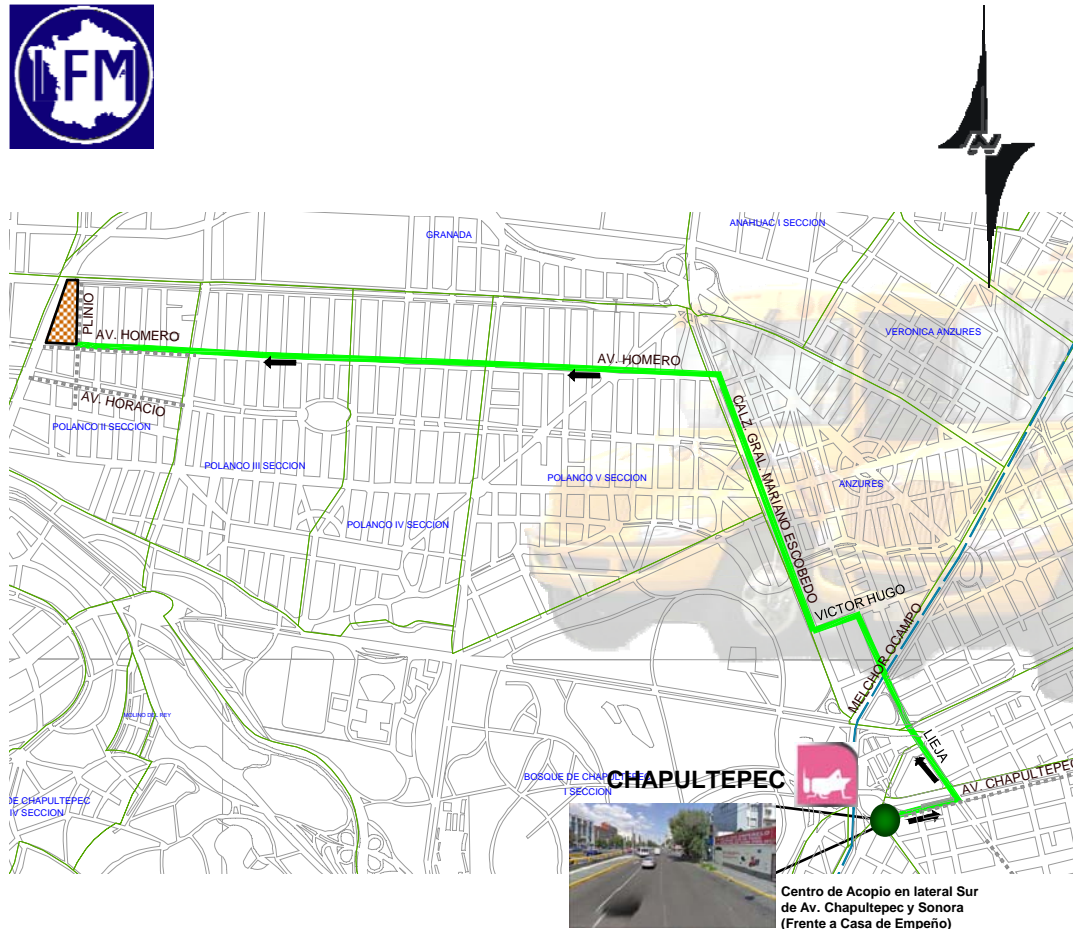 LFM
N
GRANADA
ANAHUAC I SECCION
VERONICA ANZURES
PLINIO
AV. HOMERO
AV. HOMERO
AV. HORACIO
POLANCO II SECCION
CALZ. GRAL. MARIANO ESCOBEDO
POLANCO III SECCION
POLANCO V SECCION
ANZURES
POLANCO IV SECCION
VICTOR HUGO
MELCHOR OCAMPO
MOLINO DEL REY
LIEJA
BOSQUE DE CHAPULTEPEC
I SECCION
CHAPULTEPEC
AV. CHAPULTEPEC
DE CHAPULTEPEC
IV SECCION
Centro de Acopio en lateral Sur
de Av. Chapultepec y Sonora
(Frente a Casa de Empeño)